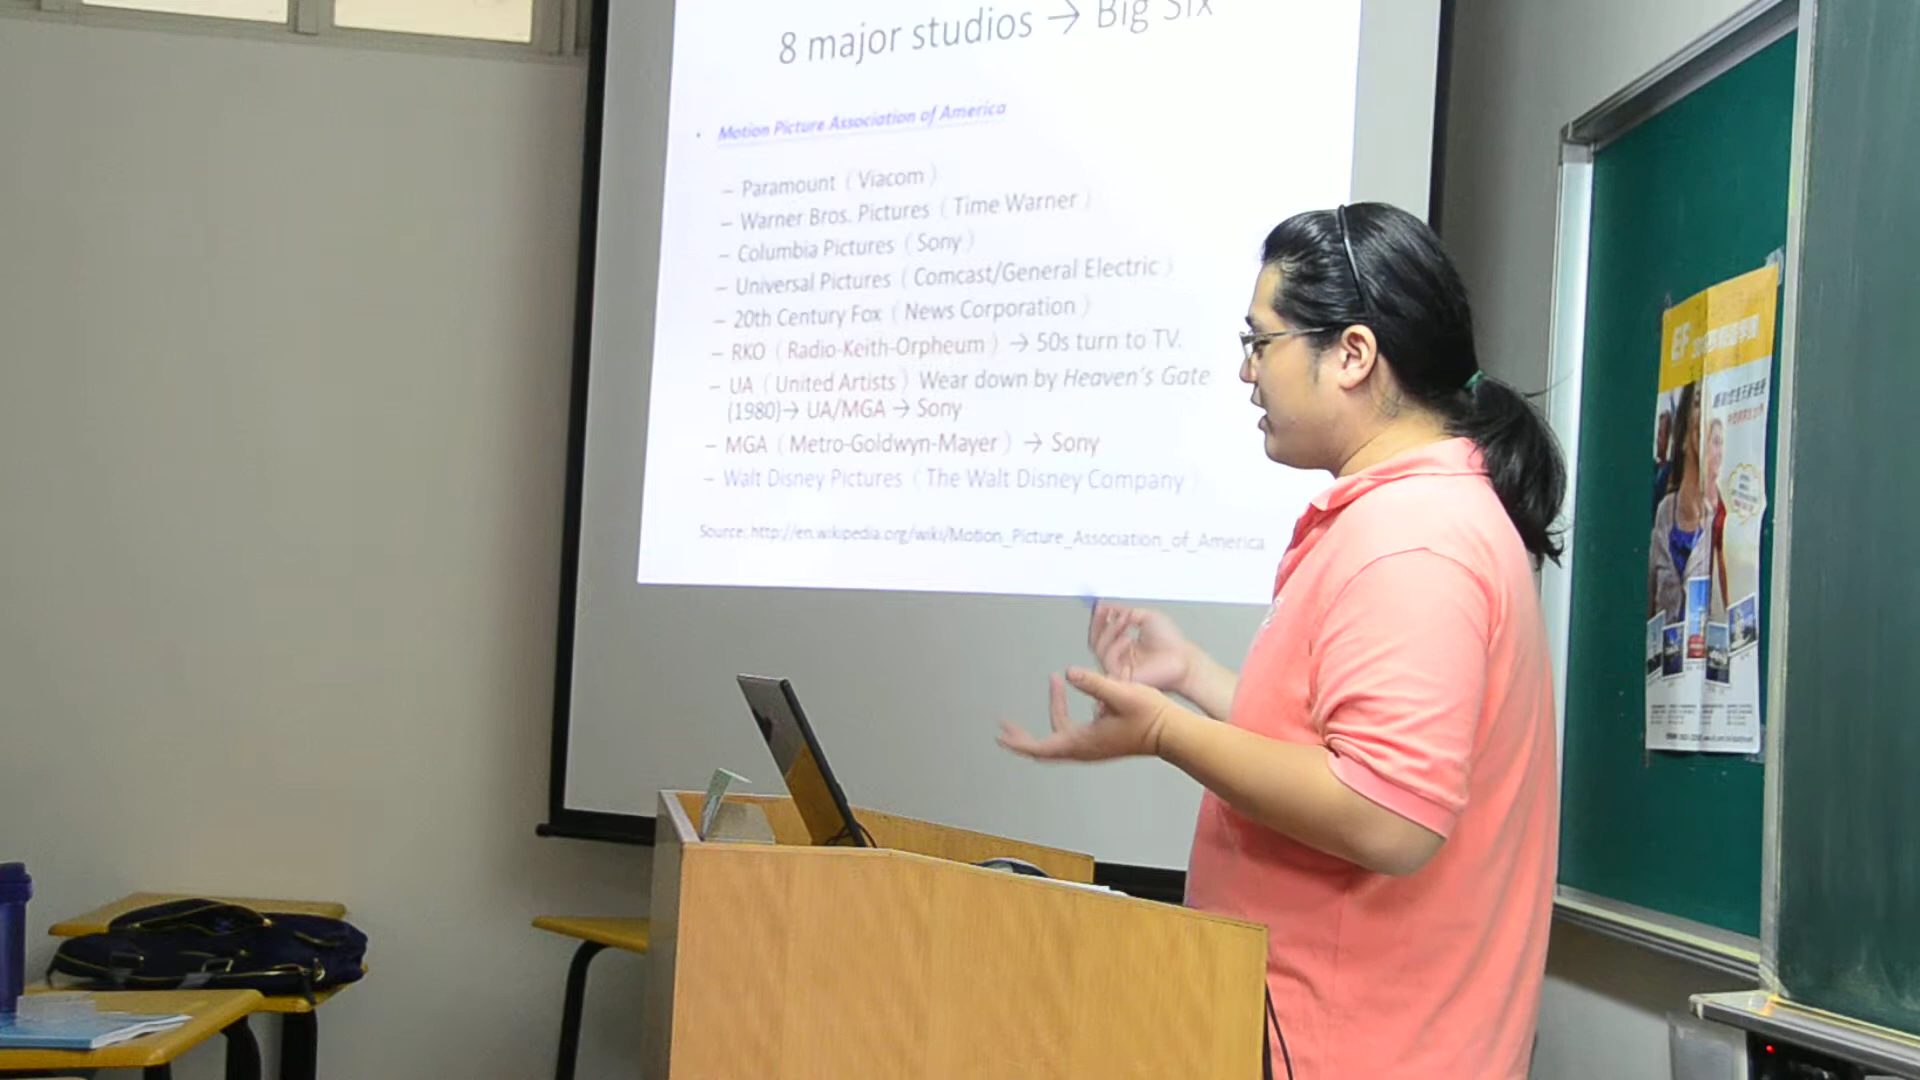 8 major studios → Big Six
• Motion Picture Association of America
– Paramount（Viacom）
– Warner Bros. Pictures（Time Warner）
– Columbia Pictures（Sony）
– Universal Pictures（Comcast/General Electric）
– 20th Century Fox（News Corporation）
– RKO（Radio-Keith-Orpheum）→ 50s turn to TV.
– UA（United Artists）Wear down by Heaven's Gate
(1980)→ UA/MGA → Sony
– MGA（Metro-Goldwyn-Mayer）→ Sony
– Walt Disney Pictures（The Walt Disney Company）
Source: http://en.wikipedia.org/wiki/Motion_Picture_Association_of_America
EF